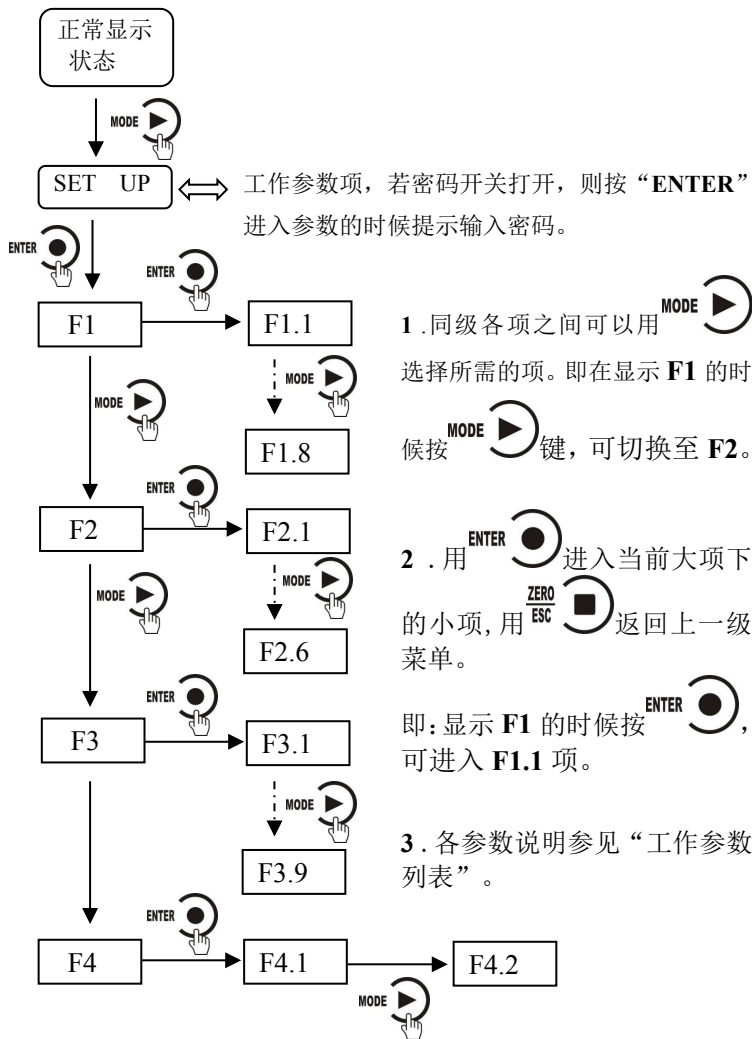 正常显示
状态
MODE
SET UP
工作参数项，若密码开关打开，则按“ENTER”
进入参数的时候提示输入密码。
ENTER
ENTER
F1
F1.1
1 .同级各项之间可以用 MODE
选择所需的项。即在显示 F1 的时
候按 MODE 键，可切换至 F2。
MODE
MODE
F1.8
ENTER
F2
F2.1
2 .用 ENTER 进入当前大项下
的小项,用 ZERO ESC 返回上一级
菜单。
MODE
MODE
F2.6
ENTER
F3
F3.1
即:显示 F1 的时候按 ENTER ，
可进入 F1.1 项。
MODE
F3.9
3 . 各参数说明参见“工作参数
列表”。
ENTER
F4
F4.1
F4.2
MODE